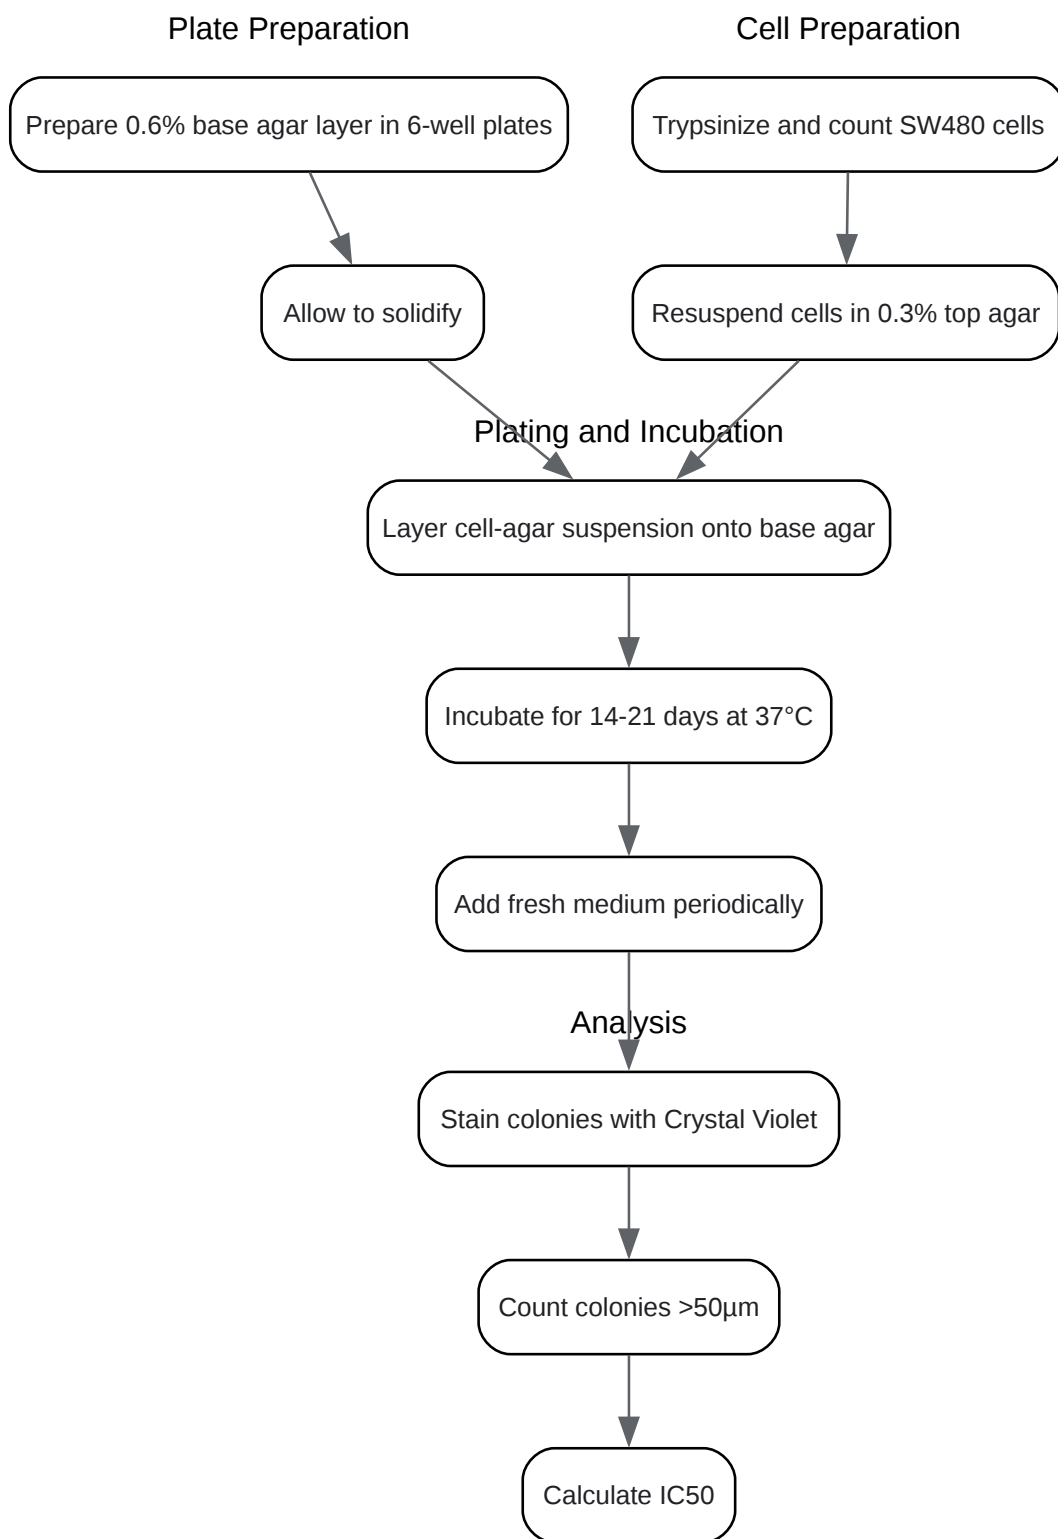 Plate Preparation
Cell Preparation
Prepare 0.6% base agar layer in 6-well plates
Trypsinize and count SW480 cells
Allow to solidify
Resuspend cells in 0.3% top agar
Plating and Incubation
Layer cell-agar suspension onto base agar
Incubate for 14-21 days at 37°C
Add fresh medium periodically
Analysis
Stain colonies with Crystal Violet
Count colonies >50µm
Calculate IC50